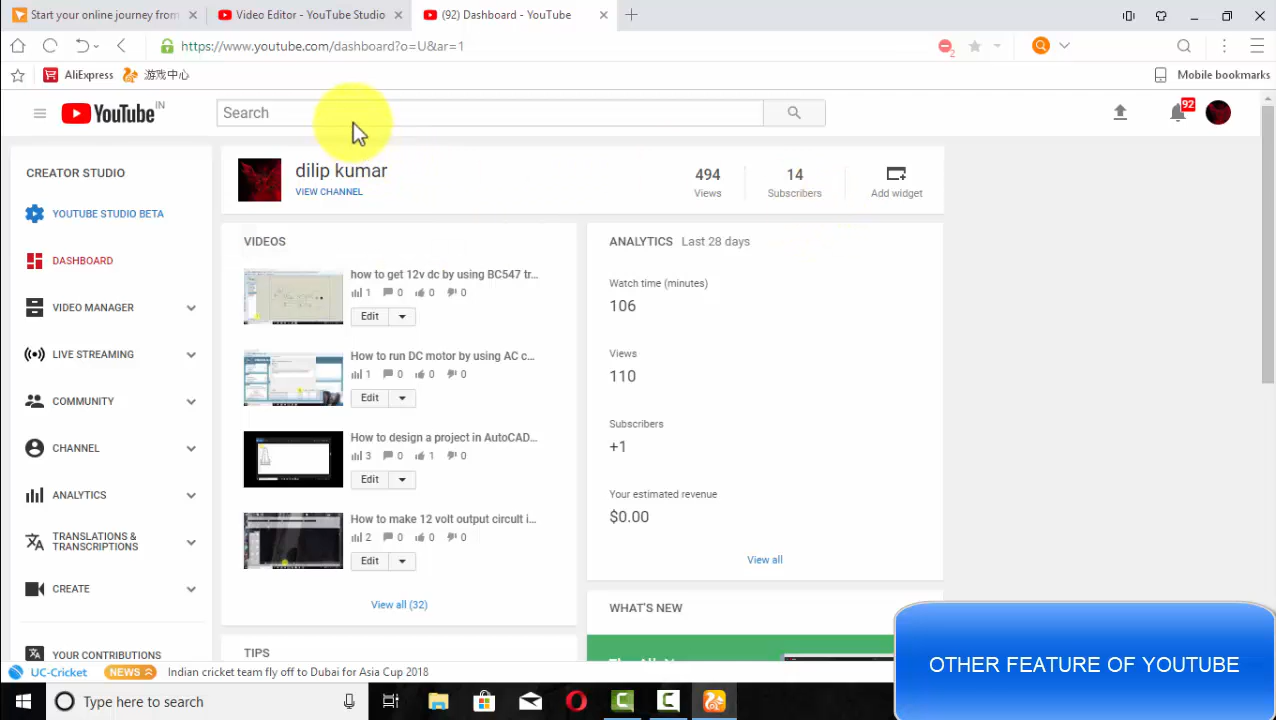 Start your online journey from
Video Editor - YouTube Studio
(92) Dashboard - YouTube
https://www.youtube.com/dashboard?o=U&ar=1
2
AliExpress
游戏中心
Mobile bookmarks
YouTube IN
Search
92
CREATOR STUDIO
YOUTUBE STUDIO BETA
DASHBOARD
VIDEO MANAGER
LIVE STREAMING
COMMUNITY
CHANNEL
ANALYTICS
TRANSLATIONS &
TRANSCRIPTIONS
CREATE
YOUR CONTRIBUTIONS
dilip kumar
VIEW CHANNEL
494
Views
14
Subscribers
Add widget
VIDEOS
how to get 12v dc by using BC547 tr...
1 0 0 0
Edit
How to run DC motor by using AC c...
1 0 0 0
Edit
How to design a project in AutoCAD...
3 0 1 0
Edit
How to make 12 volt output circuit i...
2 0 0 0
Edit
View all (32)
TIPS
ANALYTICS Last 28 days
Watch time (minutes)
106
Views
110
Subscribers
+1
Your estimated revenue
$0.00
View all
WHAT'S NEW
OTHER FEATURE OF YOUTUBE
UC-Cricket
NEWS
Indian cricket team fly off to Dubai for Asia Cup 2018
Type here to search